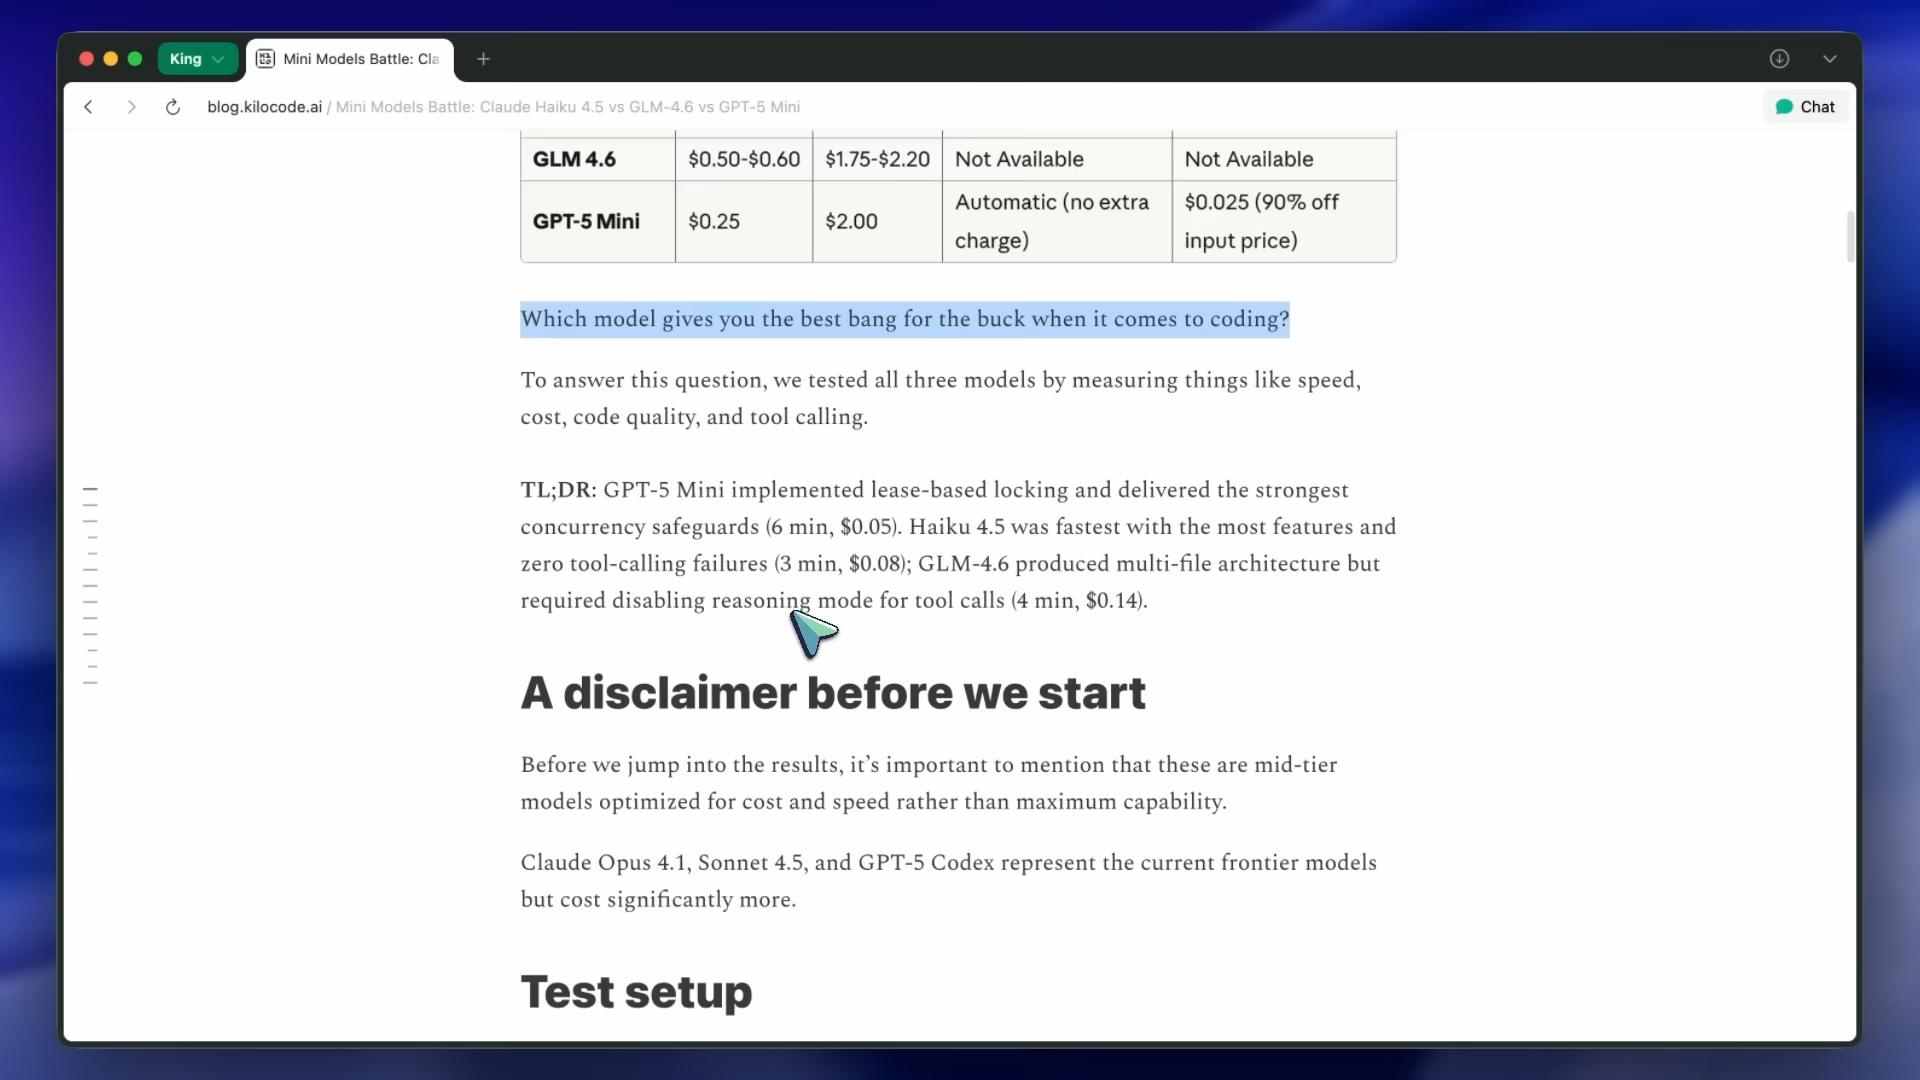 King
Mini Models Battle: Cla
blog.kilocode.ai / Mini Models Battle: Claude Haiku 4.5 vs GLM-4.6 vs GPT-5 Mini
Chat
GLM 4.6 $0.50-$0.60 $1.75-$2.20 Not Available Not Available
GPT-5 Mini $0.25 $2.00 Automatic (no extra charge) $0.025 (90% off input price)
Which model gives you the best bang for the buck when it comes to coding?
To answer this question, we tested all three models by measuring things like speed,
cost, code quality, and tool calling.
TL;DR: GPT-5 Mini implemented lease-based locking and delivered the strongest
concurrency safeguards (6 min, $0.05). Haiku 4.5 was fastest with the most features and
zero tool-calling failures (3 min, $0.08); GLM-4.6 produced multi-file architecture but
required disabling reasoning mode for tool calls (4 min, $0.14).
A disclaimer before we start
Before we jump into the results, it’s important to mention that these are mid-tier
models optimized for cost and speed rather than maximum capability.
Claude Opus 4.1, Sonnet 4.5, and GPT-5 Codex represent the current frontier models
but cost significantly more.
Test setup